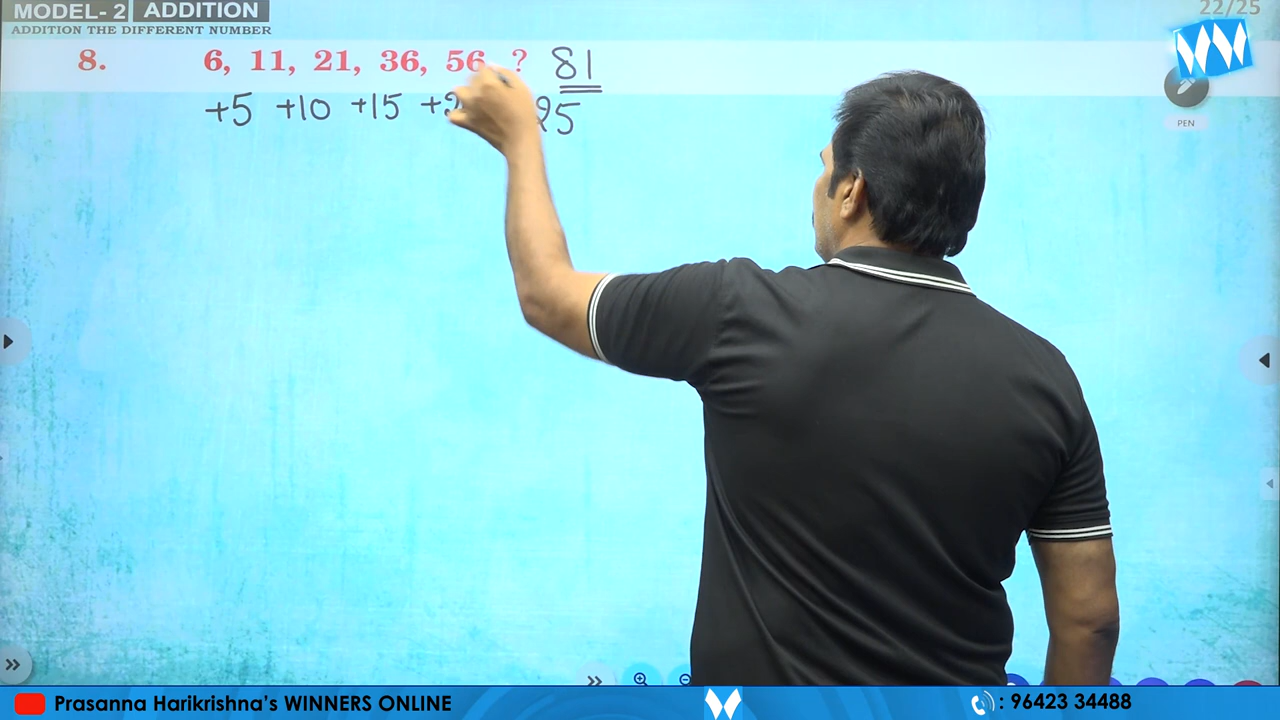 MODEL- 2 ADDITION
22/25
ADDITION THE DIFFERENT NUMBER
8. 6, 11, 21, 36, 56, ? 81
+5 +10 +15 25
PEN
Prasanna Harikrishna's WINNERS ONLINE
: 96423 34488